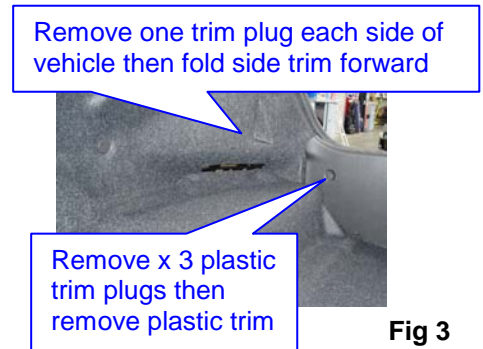 Remove one trim plug each side of
vehicle then fold side trim forward
Remove x 3 plastic
trim plugs then
remove plastic trim
Fig 3